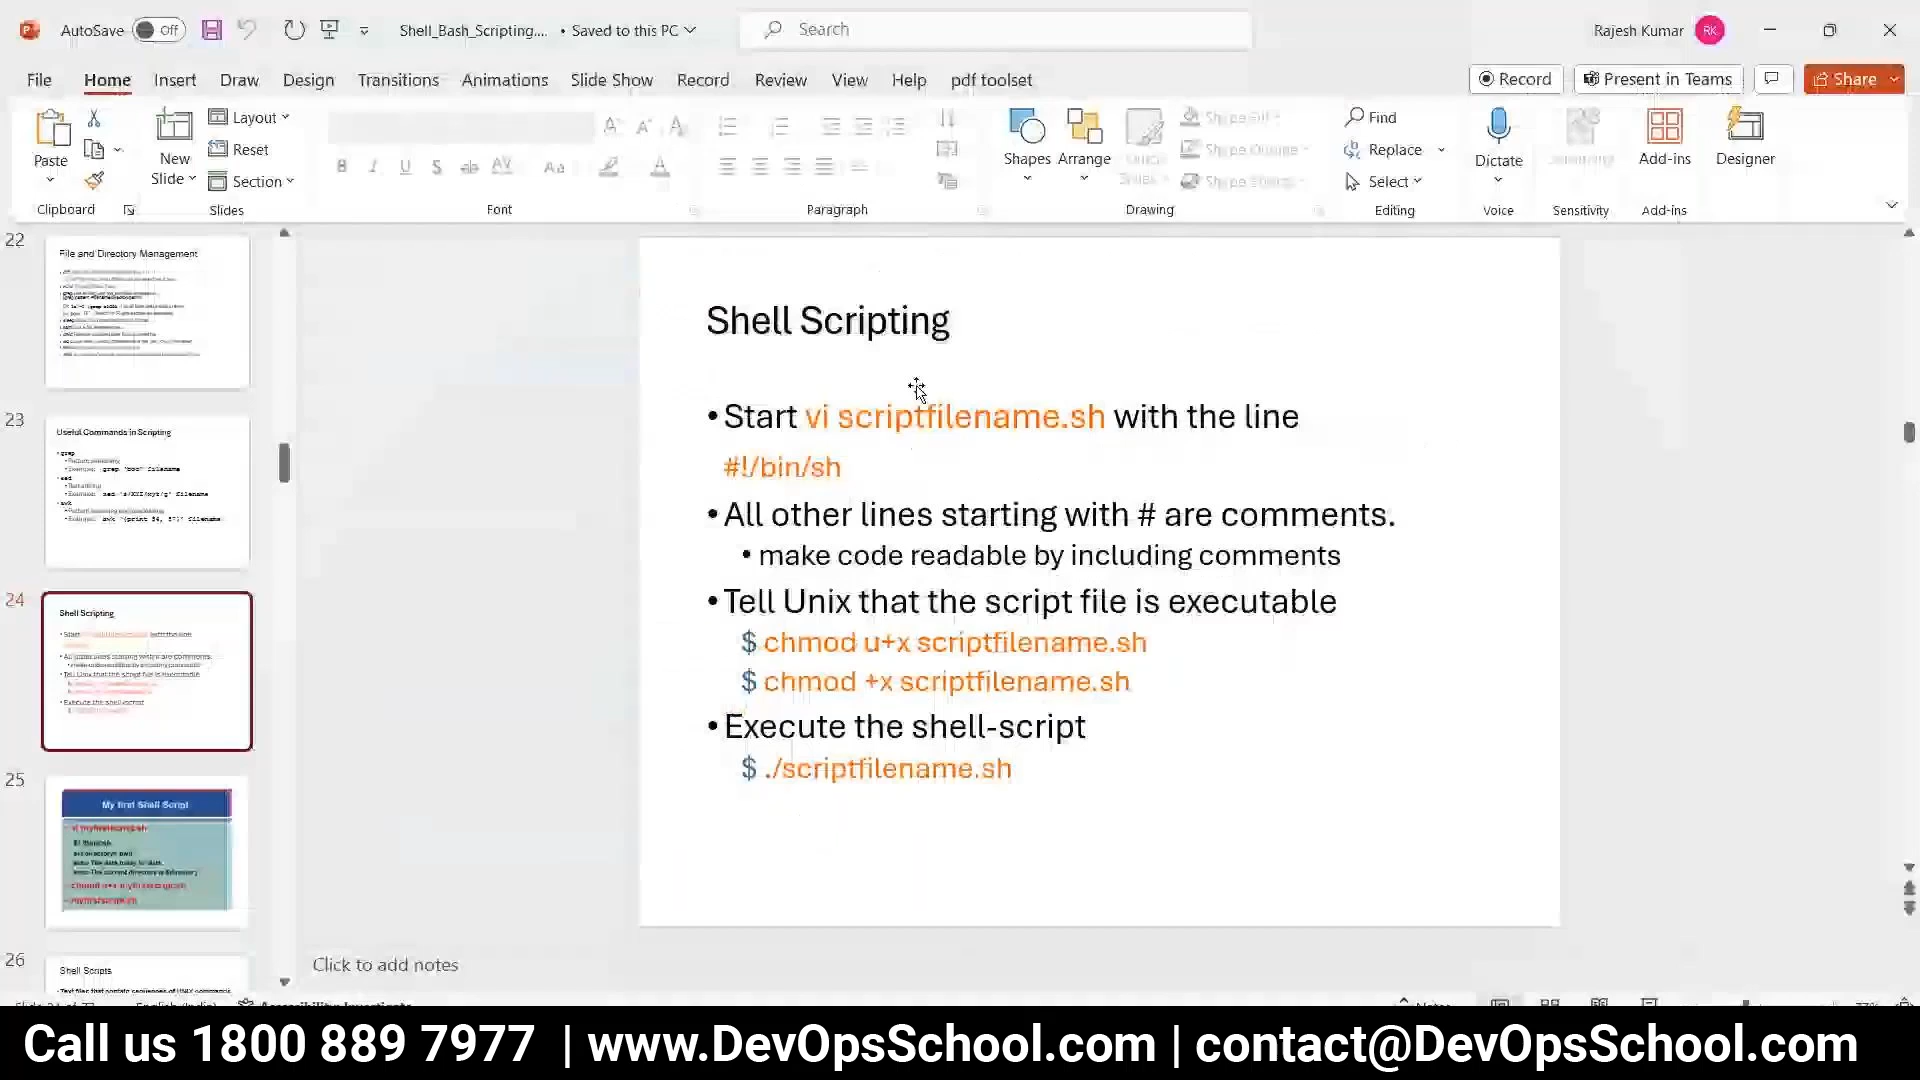 AutoSave Off Shell_Bash_Scripting.... • Saved to this PC Search Rajesh Kumar RK
File Home Insert Draw Design Transitions Animations Slide Show Record Review View Help pdf toolset Record Present in Teams Share
Paste New Slide Layout Reset Section Shapes Arrange Find Replace Select Dictate Add-ins Designer
Clipboard Slides Font Paragraph Drawing Editing Voice Sensitivity Add-ins
22
File and Directory Management
23
Useful Commands in Scripting
24
Shell Scripting
25
My first Shell Script
26
Shell Scripts
Shell Scripting
• Start vi scriptfilename.sh with the line
#!/bin/sh
• All other lines starting with # are comments.
• make code readable by including comments
• Tell Unix that the script file is executable
$ chmod u+x scriptfilename.sh
$ chmod +x scriptfilename.sh
• Execute the shell-script
$ ./scriptfilename.sh
Click to add notes
Call us 1800 889 7977 | www.DevOpsSchool.com | contact@DevOpsSchool.com